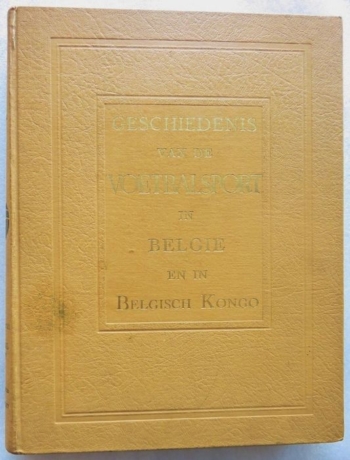 GESCHIEDENIS
VAN DE
VOETBALSPORT
IN
BELGIE
EN IN
BELGISCH KONGO